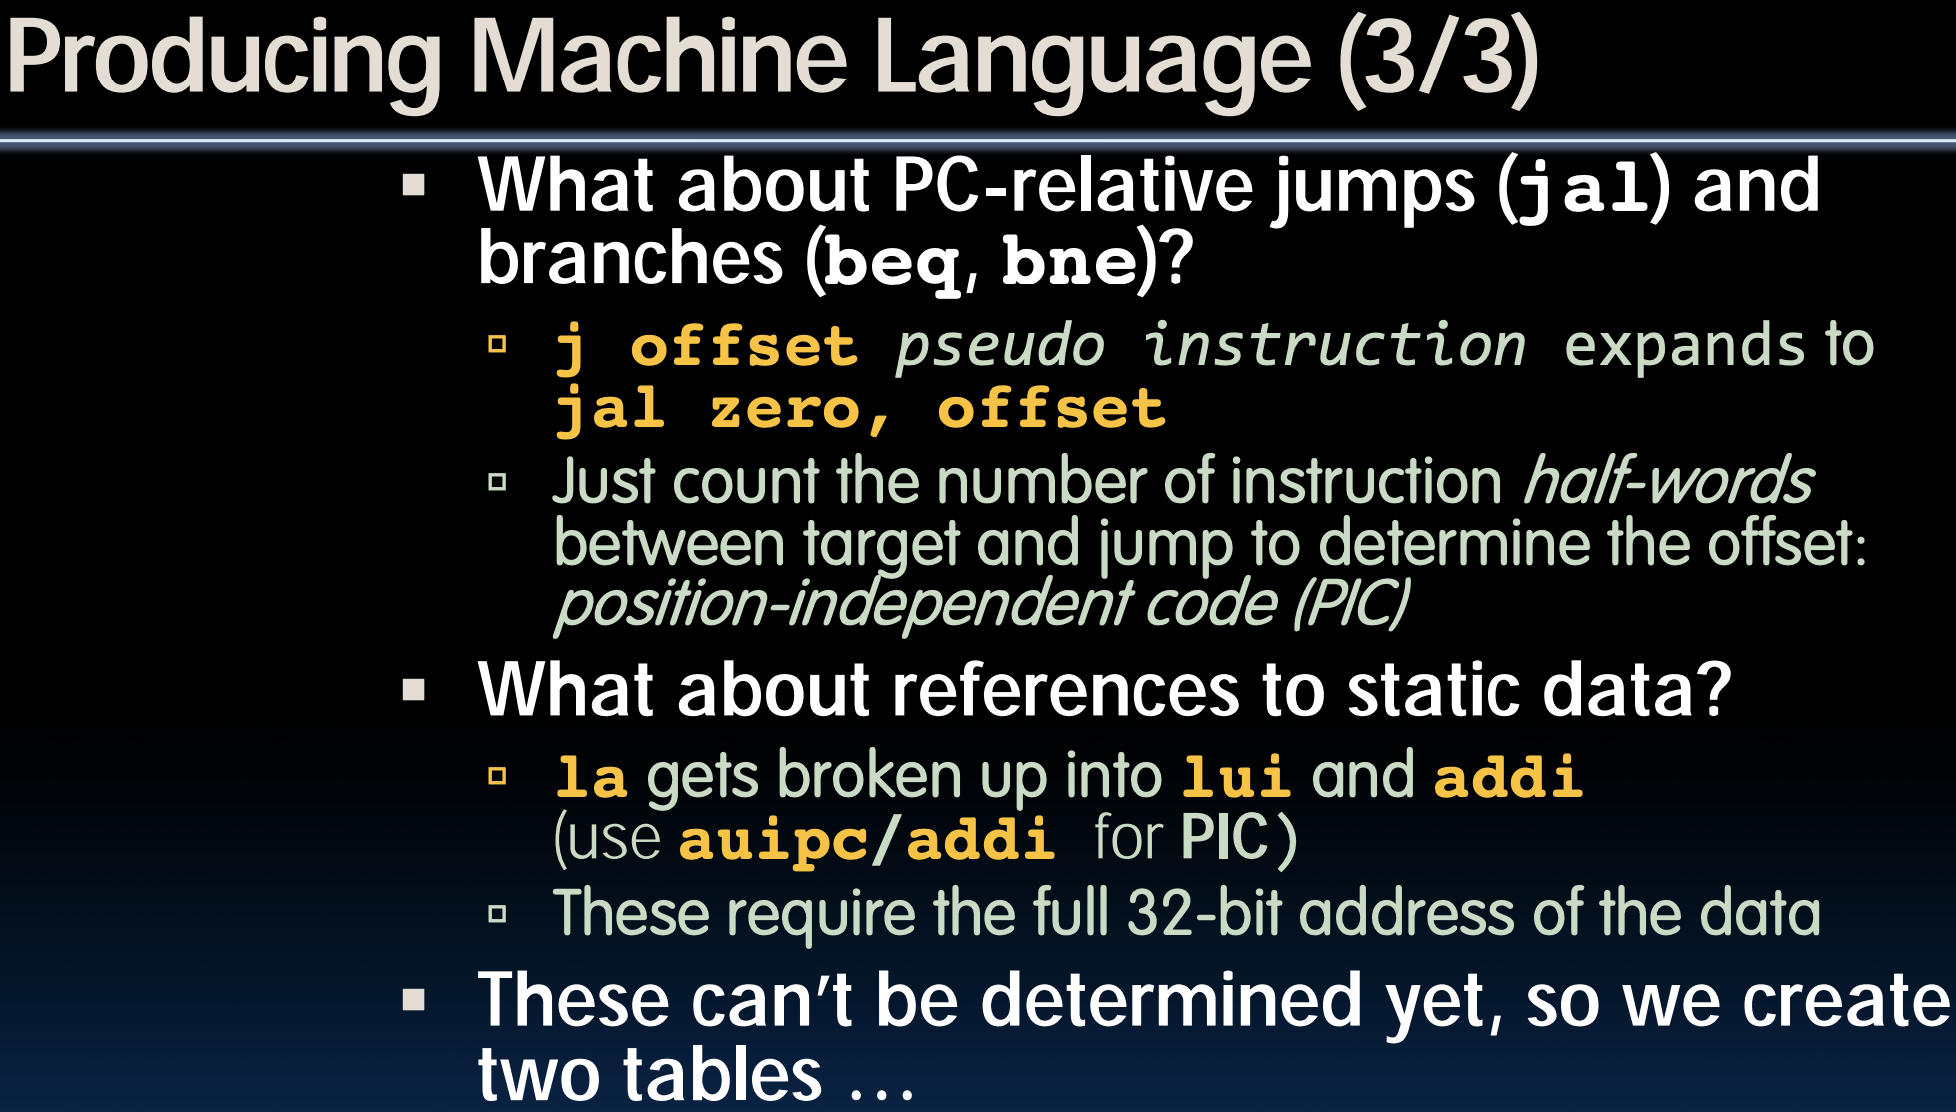 Producing Machine Language (3/3)
What about PC-relative jumps (jal) and
branches (beq, bne)?
j offset pseudo instruction expands to
jal zero, offset
Just count the number of instruction half-words
between target and jump to determine the offset:
position-independent code (PIC)
What about references to static data?
la gets broken up into lui and addi
(use auipc/addi for PIC)
These require the full 32-bit address of the data
These can’t be determined yet, so we create
two tables …